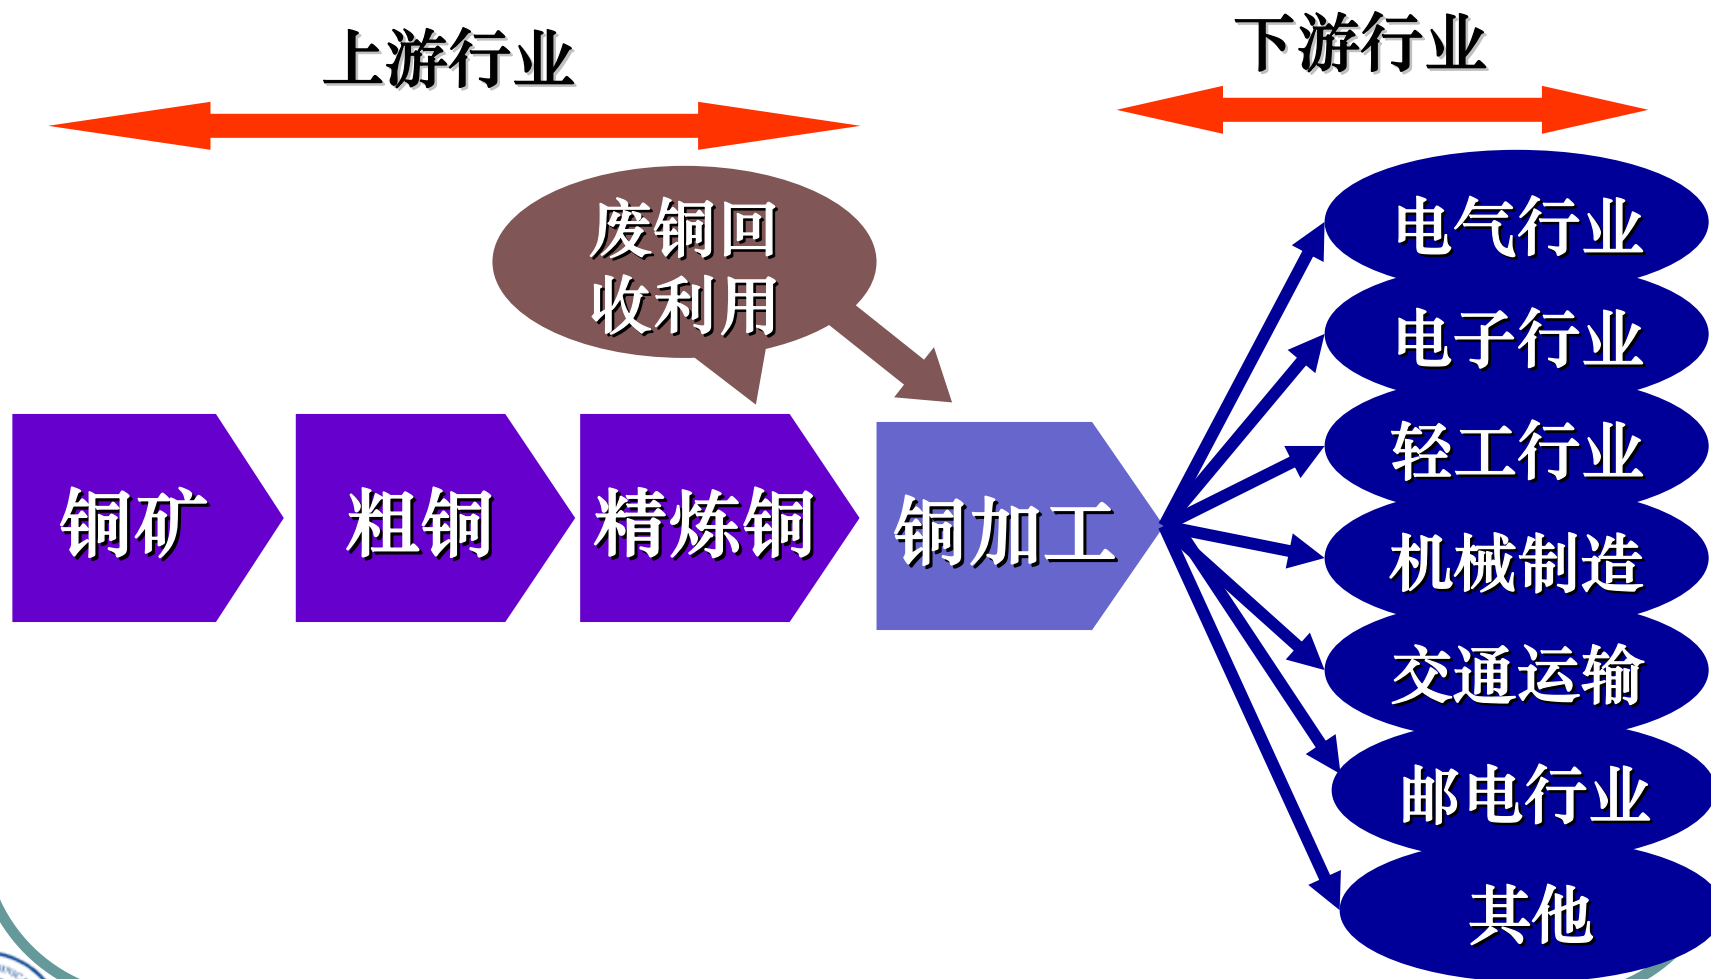 上游行业
下游行业
废铜回
收利用
铜矿
粗铜
精炼铜
铜加工
电气行业
电子行业
轻工行业
机械制造
交通运输
邮电行业
其他